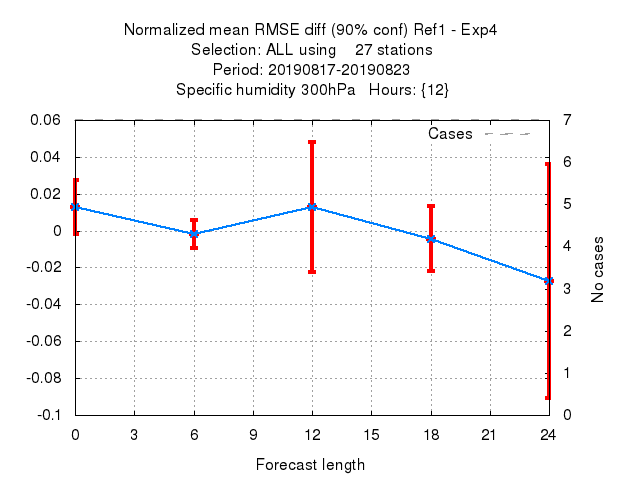 Normalized mean RMSE diff (90% conf) Ref1 - Exp4
Selection: ALL using    27 stations
Period: 20190817-20190823
Specific humidity 300hPa   Hours: {12}
Cases
0.06
0.04
0.02
0
-0.02
-0.04
-0.06
-0.08
-0.1
7
6
5
4
3
2
1
0
No cases
0 3 6 9 12 15 18 21 24
Forecast length